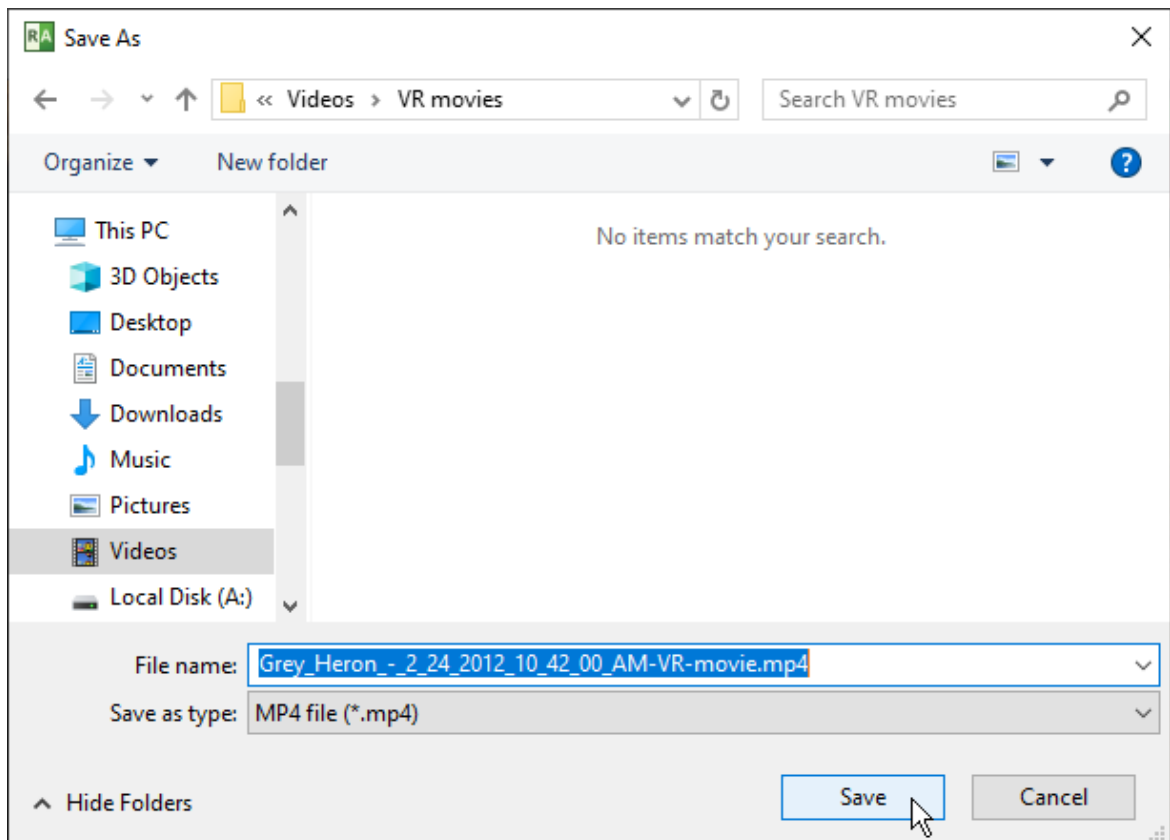 RA Save As
« Videos > VR movies
Search VR movies
Organize
New folder
?
This PC
3D Objects
Desktop
Documents
Downloads
Music
Pictures
Videos
Local Disk (A:)
No items match your search.
File name: Grey_Heron_-_2_24_2012_10_42_00_AM-VR-movie.mp4
Save as type: MP4 file (*.mp4)
Hide Folders
Save
Cancel